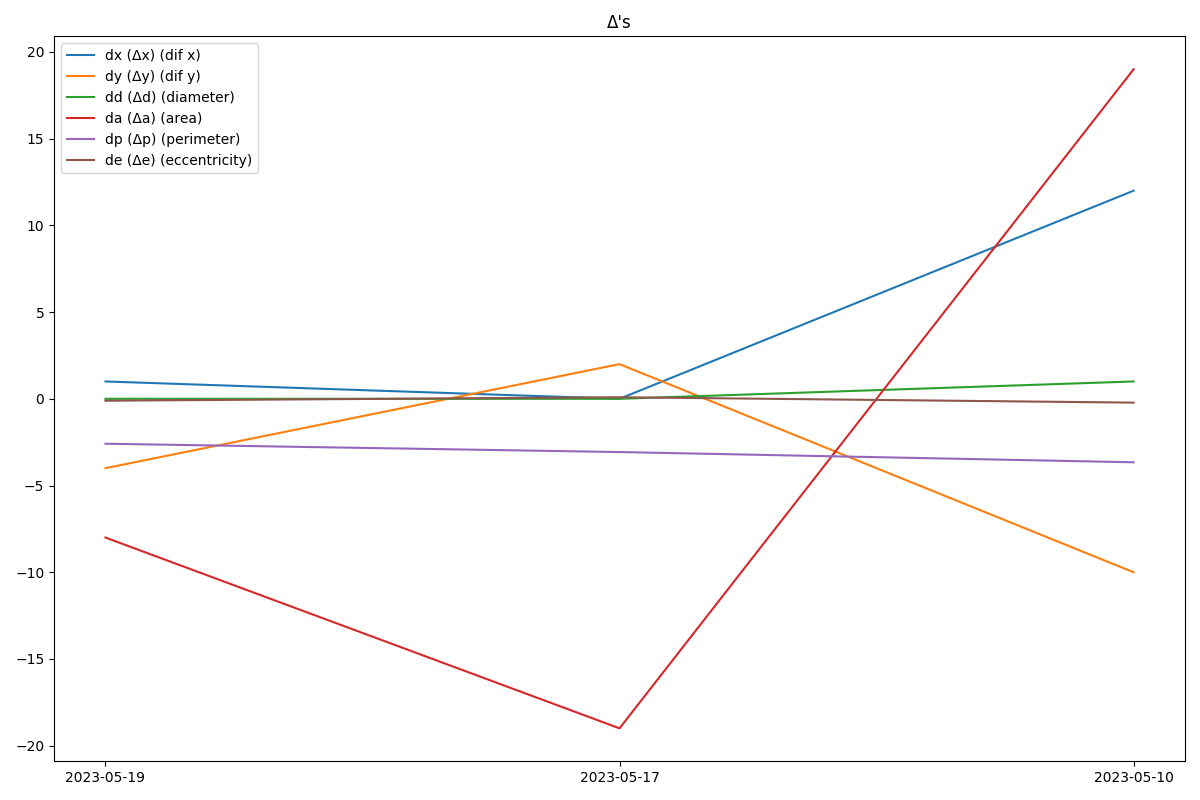 Δ's
dx (Δx) (dif x)
dy (Δy) (dif y)
dd (Δd) (diameter)
da (Δa) (area)
dp (Δp) (perimeter)
de (Δe) (eccentricity)
20
15
10
5
0
−5
−10
−15
−20
2023-05-19 2023-05-17 2023-05-10